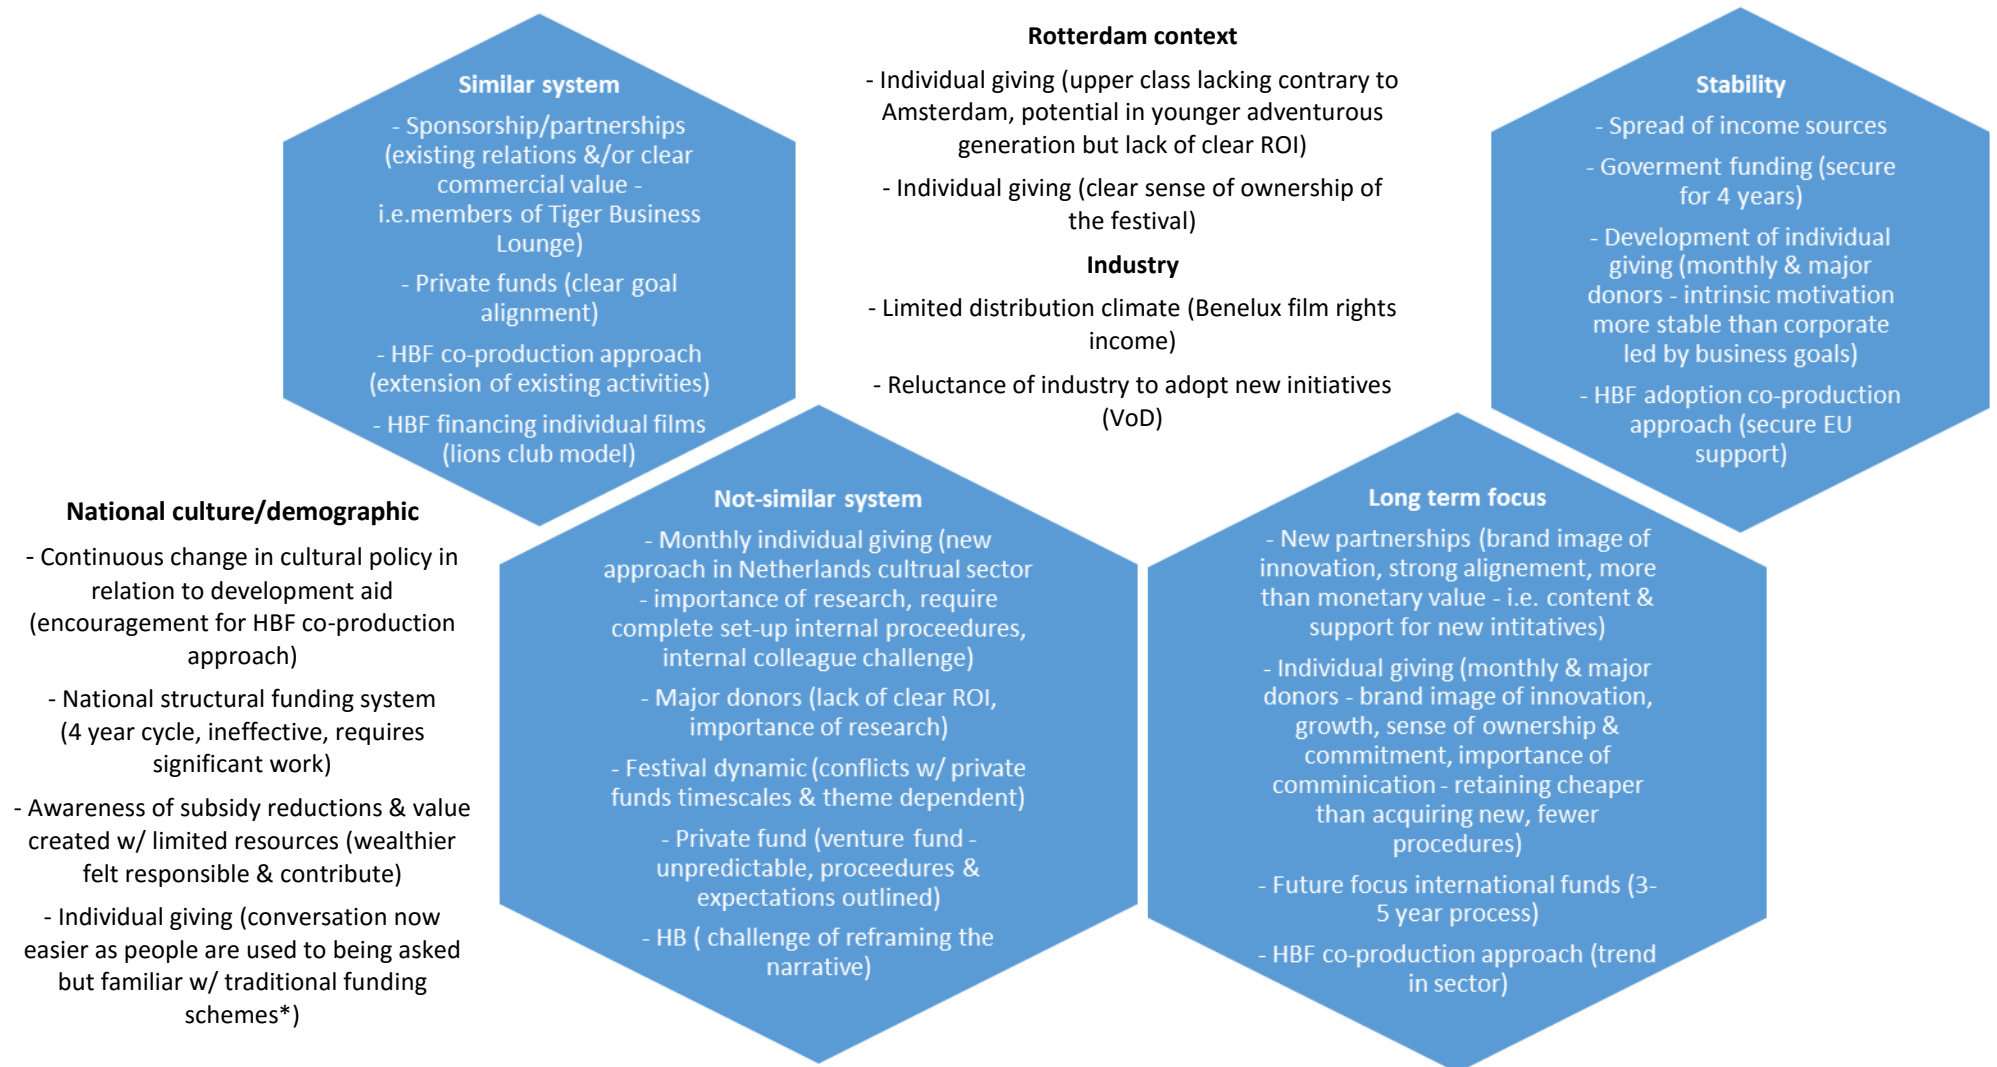 Similar system
- Sponsorship/partnerships
(existing relations &/or clear
commercial value -
i.e.members of Tiger Business
Lounge)
- Private funds (clear goal
alignment)
- HBF co-production approach
(extension of existing activities)
- HBF financing individual films
(lions club model)
Rotterdam context
- Individual giving (upper class lacking contrary to
Amsterdam, potential in younger adventurous
generation but lack of clear ROI)
- Individual giving (clear sense of ownership of
the festival)
Industry
- Limited distribution climate (Benelux film rights
income)
- Reluctance of industry to adopt new initiatives
(VoD)
Stability
- Spread of income sources
- Goverment funding (secure
for 4 years)
- Development of individual
giving (monthly & major
donors - intrinsic motivation
more stable than corporate
led by business goals)
- HBF adoption co-production
approach (secure EU
support)
National culture/demographic
- Continuous change in cultural policy in
relation to development aid
(encouragement for HBF co-production
approach)
- National structural funding system
(4 year cycle, ineffective, requires
significant work)
- Awareness of subsidy reductions & value
created w/ limited resources (wealthier
felt responsible & contribute)
- Individual giving (conversation now
easier as people are used to being asked
but familiar w/ traditional funding
schemes*)
Not-similar system
- Monthly individual giving (new
approach in Netherlands cultrual sector
- importance of research, require
complete set-up internal proceedures,
internal colleague challenge)
- Major donors (lack of clear ROI,
importance of research)
- Festival dynamic (conflicts w/ private
funds timescales & theme dependent)
- Private fund (venture fund -
unpredictable, proceedures &
expectations outlined)
- HB ( challenge of reframing the
narrative)
Long term focus
- New partnerships (brand image of
innovation, strong alignement, more
than monetary value - i.e. content &
support for new intitatives)
- Individual giving (monthly & major
donors - brand image of innovation,
growth, sense of ownership &
commitment, importance of
comminication - retaining cheaper
than acquiring new, fewer
procedures)
- Future focus international funds (3-
5 year process)
- HBF co-production approach (trend
in sector)